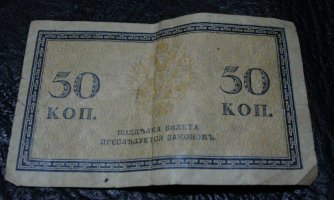 50 50
КОП. КОП.
ПОДДѢЛКА БИЛЕТА
ПРЕСЛѢДУЕТСЯ ЗАКОНОМЪ.